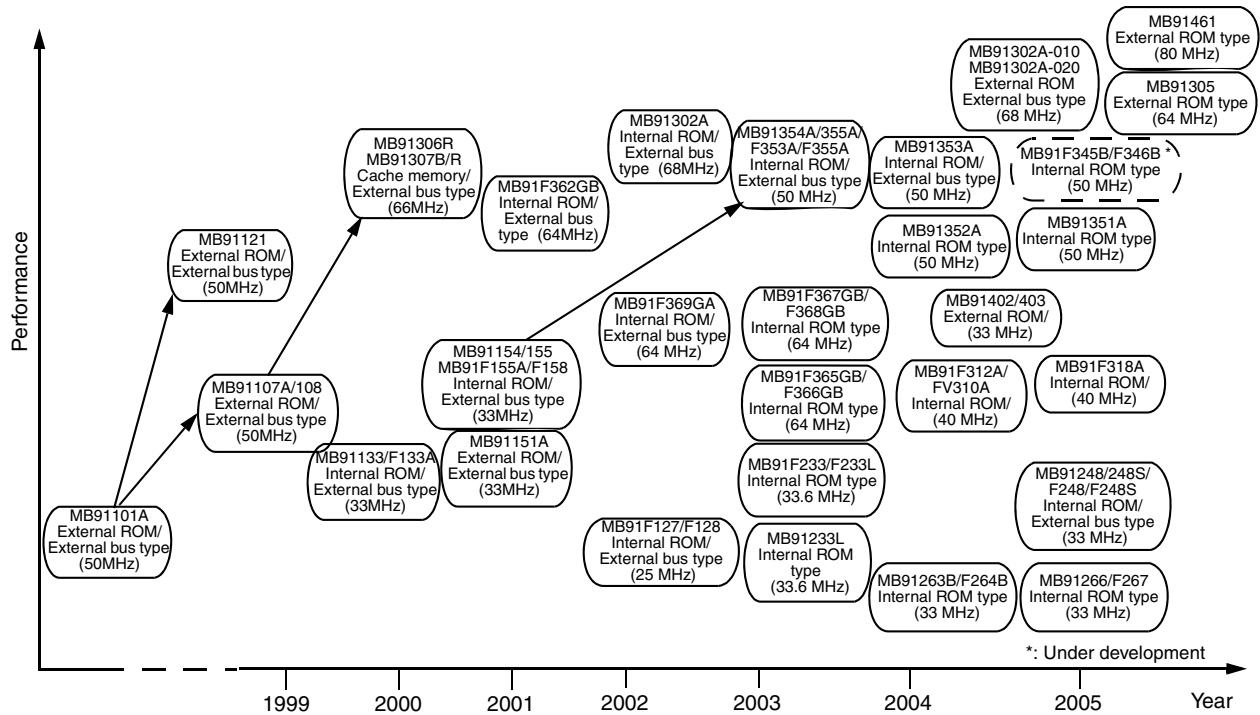 Performance
MB91461
External ROM type
(80 MHz)
MB91302A-010
MB91302A-020
External ROM
External bus type
(68 MHz)
MB91305
External ROM type
(64 MHz)
MB91302A
Internal ROM/
External bus
type (68MHz)
MB91354A/355A/
F353A/F355A
Internal ROM/
External bus type
(50 MHz)
MB91353A
Internal ROM/
External bus type
(50 MHz)
MB91F345B/F346B *
Internal ROM type
(50 MHz)
MB91306R
MB91307B/R
Cache memory/
External bus type
(66MHz)
MB91F362GB
Internal ROM/
External bus
type (64MHz)
MB91352A
Internal ROM type
(50 MHz)
MB91351A
Internal ROM type
(50 MHz)
MB91121
External ROM/
External bus type
(50MHz)
MB91F369GA
Internal ROM/
External bus type
(64 MHz)
MB91F367GB/
F368GB
Internal ROM type
(64 MHz)
MB91402/403
External ROM/
(33 MHz)
MB91154/155
MB91F155A/F158
Internal ROM/
External bus type
(33MHz)
MB91F365GB/
F366GB
Internal ROM type
(64 MHz)
MB91F312A/
FV310A
Internal ROM/
(40 MHz)
MB91F318A
Internal ROM/
(40 MHz)
MB91107A/108
External ROM/
External bus type
(50MHz)
MB91133/F133A
Internal ROM/
External bus type
(33MHz)
MB91151A
External ROM/
External bus type
(33MHz)
MB91F233/F233L
Internal ROM type
(33.6 MHz)
MB91248/248S/
F248/F248S
Internal ROM/
External bus type
(33 MHz)
MB91101A
External ROM/
External bus type
(50MHz)
MB91F127/F128
Internal ROM/
External bus type
(25 MHz)
MB91233L
Internal ROM
type
(33.6 MHz)
MB91263B/F264B
Internal ROM type
(33 MHz)
MB91266/F267
Internal ROM type
(33 MHz)
*: Under development
1999 2000 2001 2002 2003 2004 2005 Year